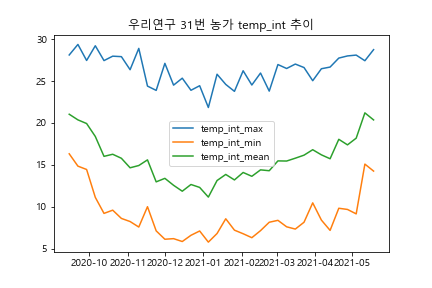 우리연구 31번 농가 temp_int 추이
30
25
20
15
10
5
temp_int_max
temp_int_min
temp_int_mean
2020-10 2020-11 2020-12 2021-01 2021-02 2021-03 2021-04 2021-05